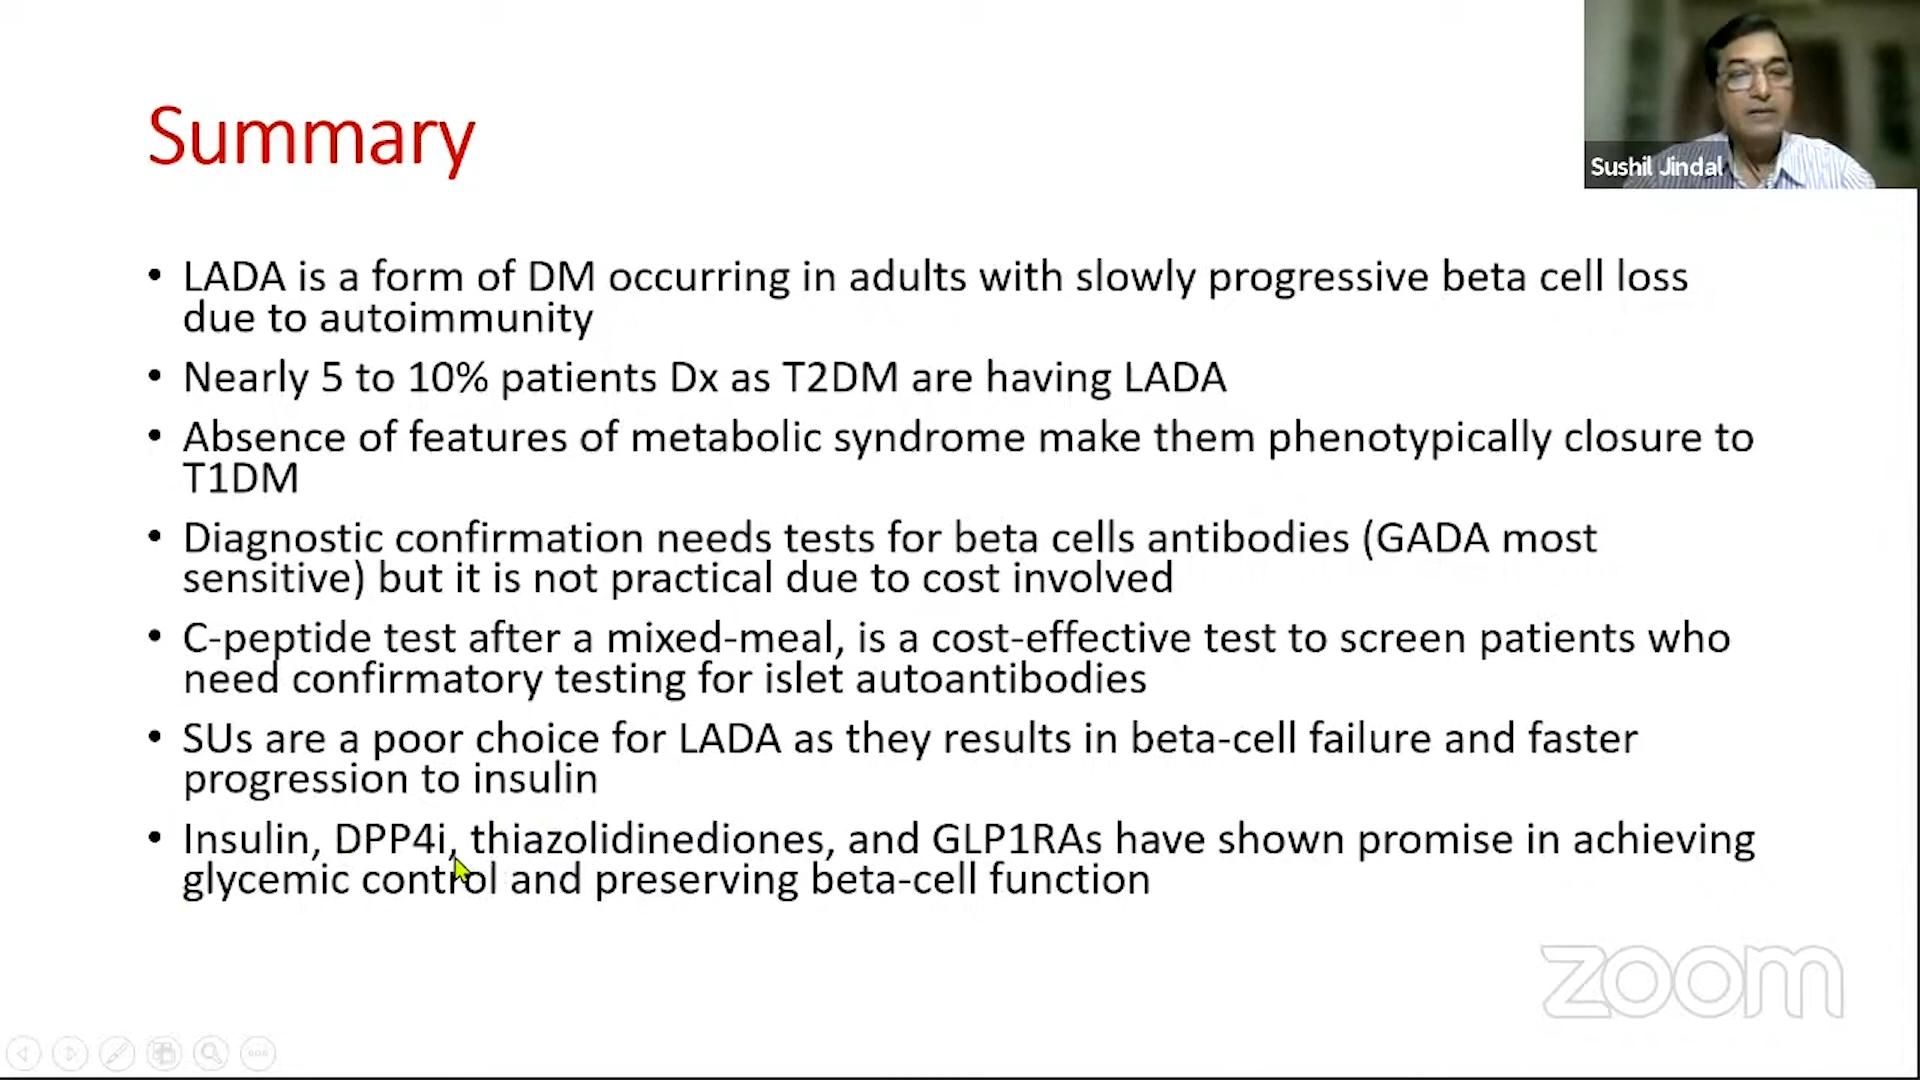 Summary
Sushil Jindal
• LADA is a form of DM occurring in adults with slowly progressive beta cell loss
due to autoimmunity
• Nearly 5 to 10% patients Dx as T2DM are having LADA
• Absence of features of metabolic syndrome make them phenotypically closure to
T1DM
• Diagnostic confirmation needs tests for beta cells antibodies (GADA most
sensitive) but it is not practical due to cost involved
• C-peptide test after a mixed-meal, is a cost-effective test to screen patients who
need confirmatory testing for islet autoantibodies
• SUs are a poor choice for LADA as they results in beta-cell failure and faster
progression to insulin
• Insulin, DPP4i, thiazolidinediones, and GLP1RAs have shown promise in achieving
glycemic control and preserving beta-cell function
zoom